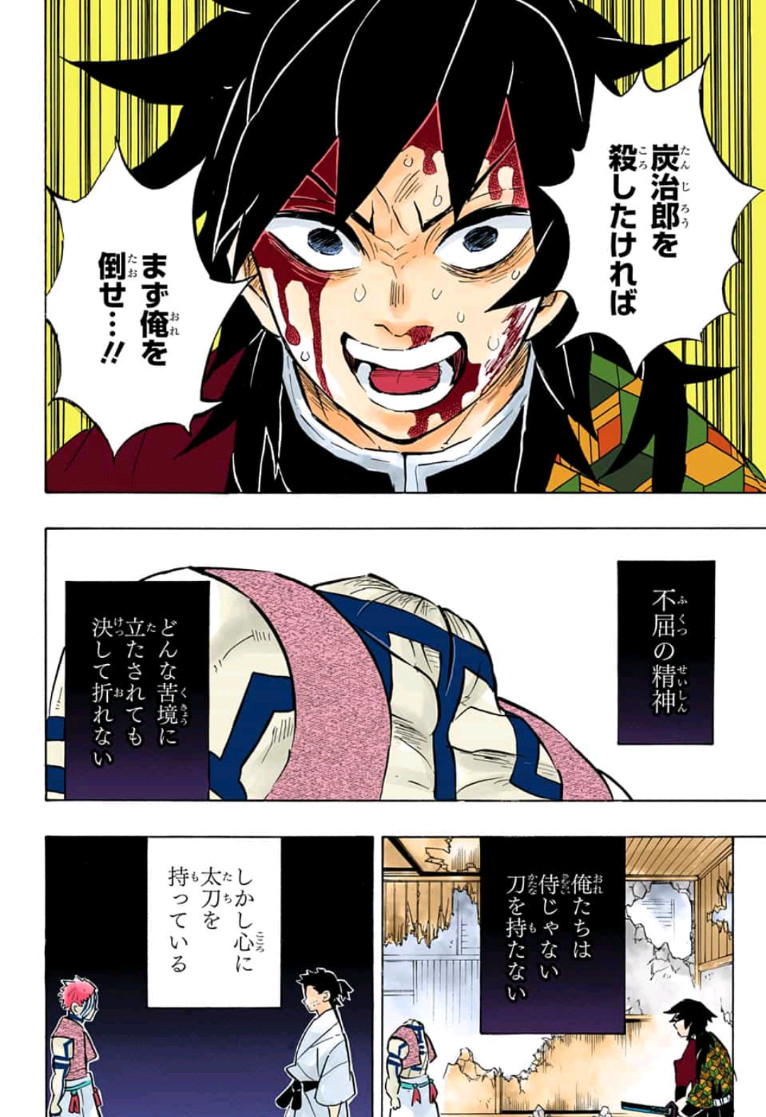 炭治郎を
殺したければ
まず俺を
倒せ…!!
不屈の精神
どんな苦境に
立たされても
決して折れない
俺たちは
侍じゃない
刀を持たない
しかし心に
太刀を
持っている